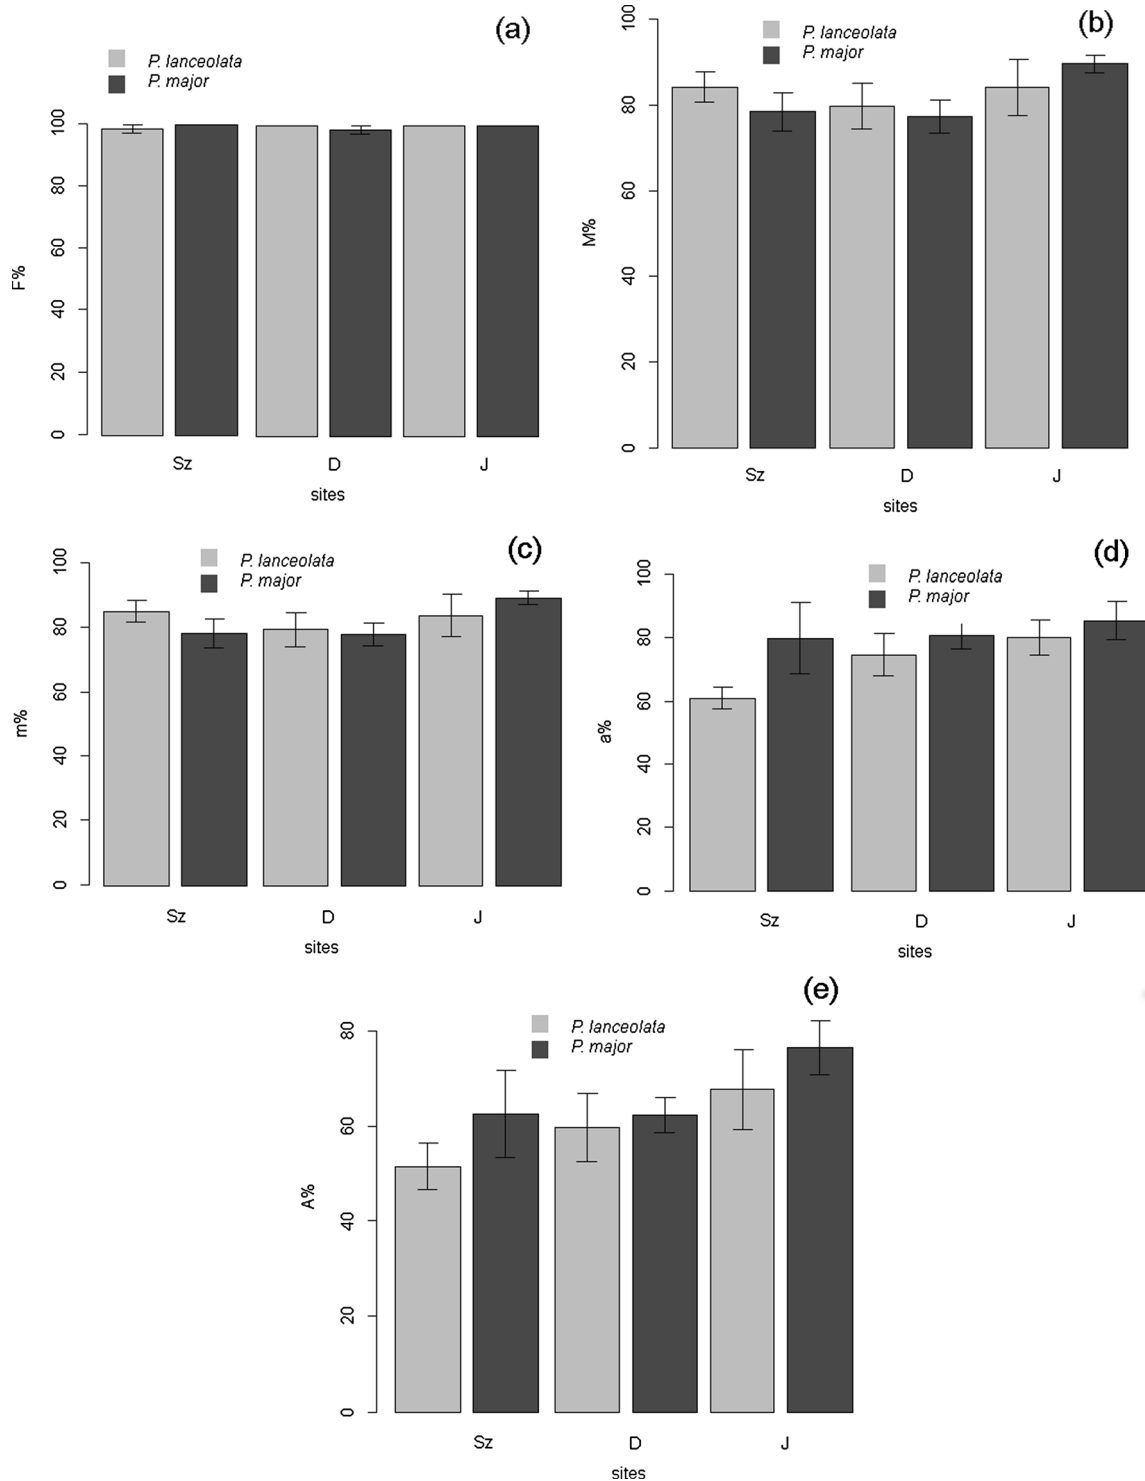 (a)
P. lanceolata
P. major
100
80
60
40
20
0
F%
Sz D J
sites
(b)
P. lanceolata
P. major
100
80
60
40
20
0
M%
Sz D J
sites
(c)
P. lanceolata
P. major
100
80
60
40
20
0
m%
Sz D J
sites
(d)
P. lanceolata
P. major
100
80
60
40
20
0
a%
Sz D J
sites
(e)
P. lanceolata
P. major
80
60
40
20
0
A%
Sz D J
sites